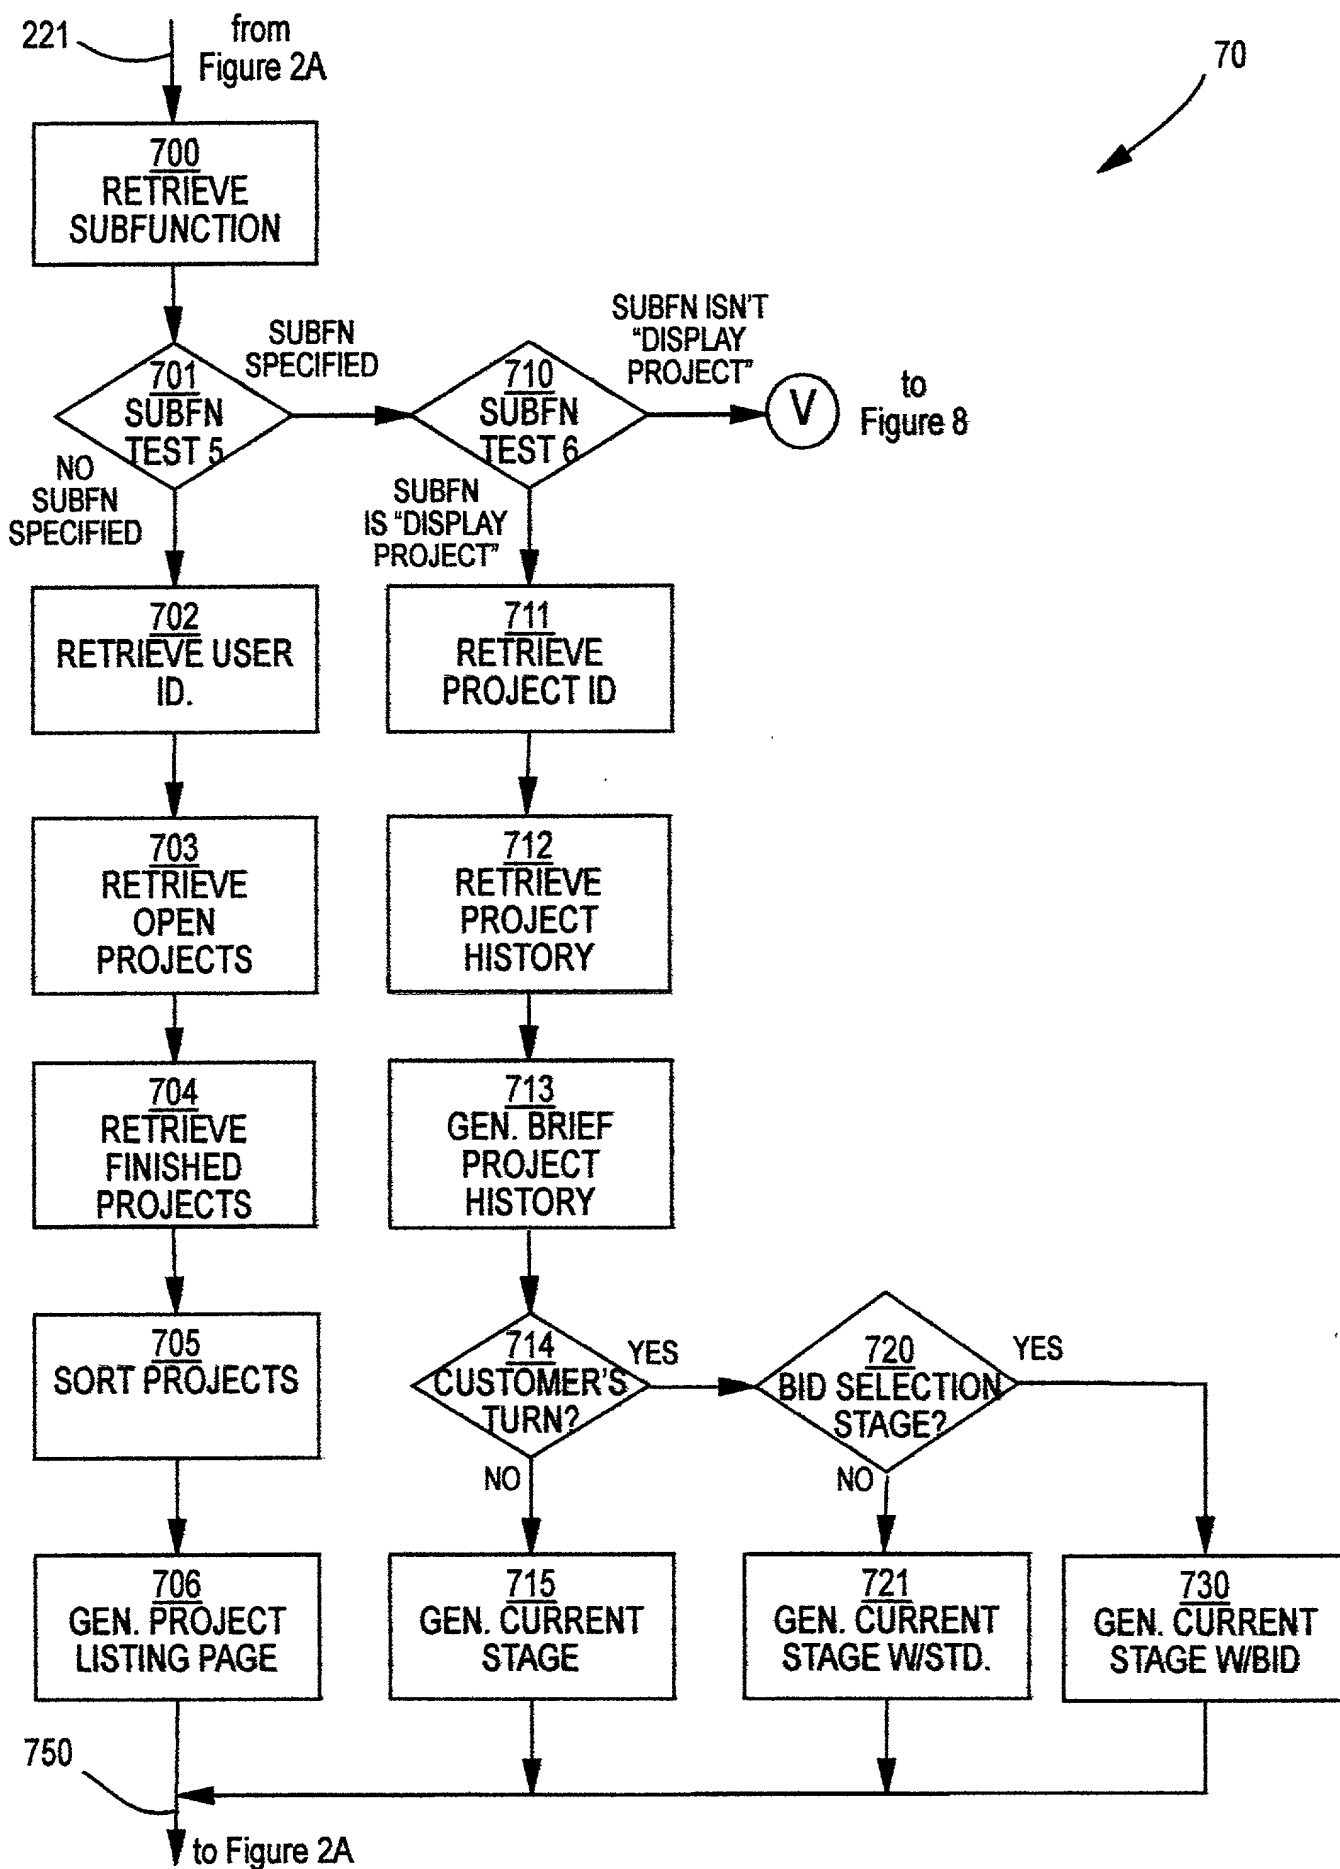 221
from
Figure 2A
70
700
RETRIEVE
SUBFUNCTION
701
SUBFN
TEST 5
SUBFN
SPECIFIED
710
SUBFN
TEST 6
SUBFN ISN'T
"DISPLAY
PROJECT"
V
to
Figure 8
NO
SUBFN
SPECIFIED
SUBFN
IS "DISPLAY
PROJECT"
702
RETRIEVE USER
ID.
711
RETRIEVE
PROJECT ID
703
RETRIEVE
OPEN
PROJECTS
712
RETRIEVE
PROJECT
HISTORY
704
RETRIEVE
FINISHED
PROJECTS
713
GEN. BRIEF
PROJECT
HISTORY
705
SORT PROJECTS
714
CUSTOMER'S
TURN?
YES
NO
720
BID SELECTION
STAGE?
YES
NO
706
GEN. PROJECT
LISTING PAGE
715
GEN. CURRENT
STAGE
721
GEN. CURRENT
STAGE W/STD.
730
GEN. CURRENT
STAGE W/BID
750
to Figure 2A